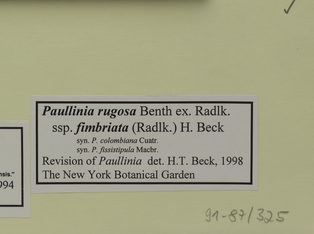 Paullinia rugosa Benth ex. Radlk.
ssp. fimbriata (Radlk.) H. Beck
syn. P. colombiana Cuatr.
syn. P. fissistipula Macbr.
Revision of Paullinia det. H.T. Beck, 1998
The New York Botanical Garden
994
91-87/325